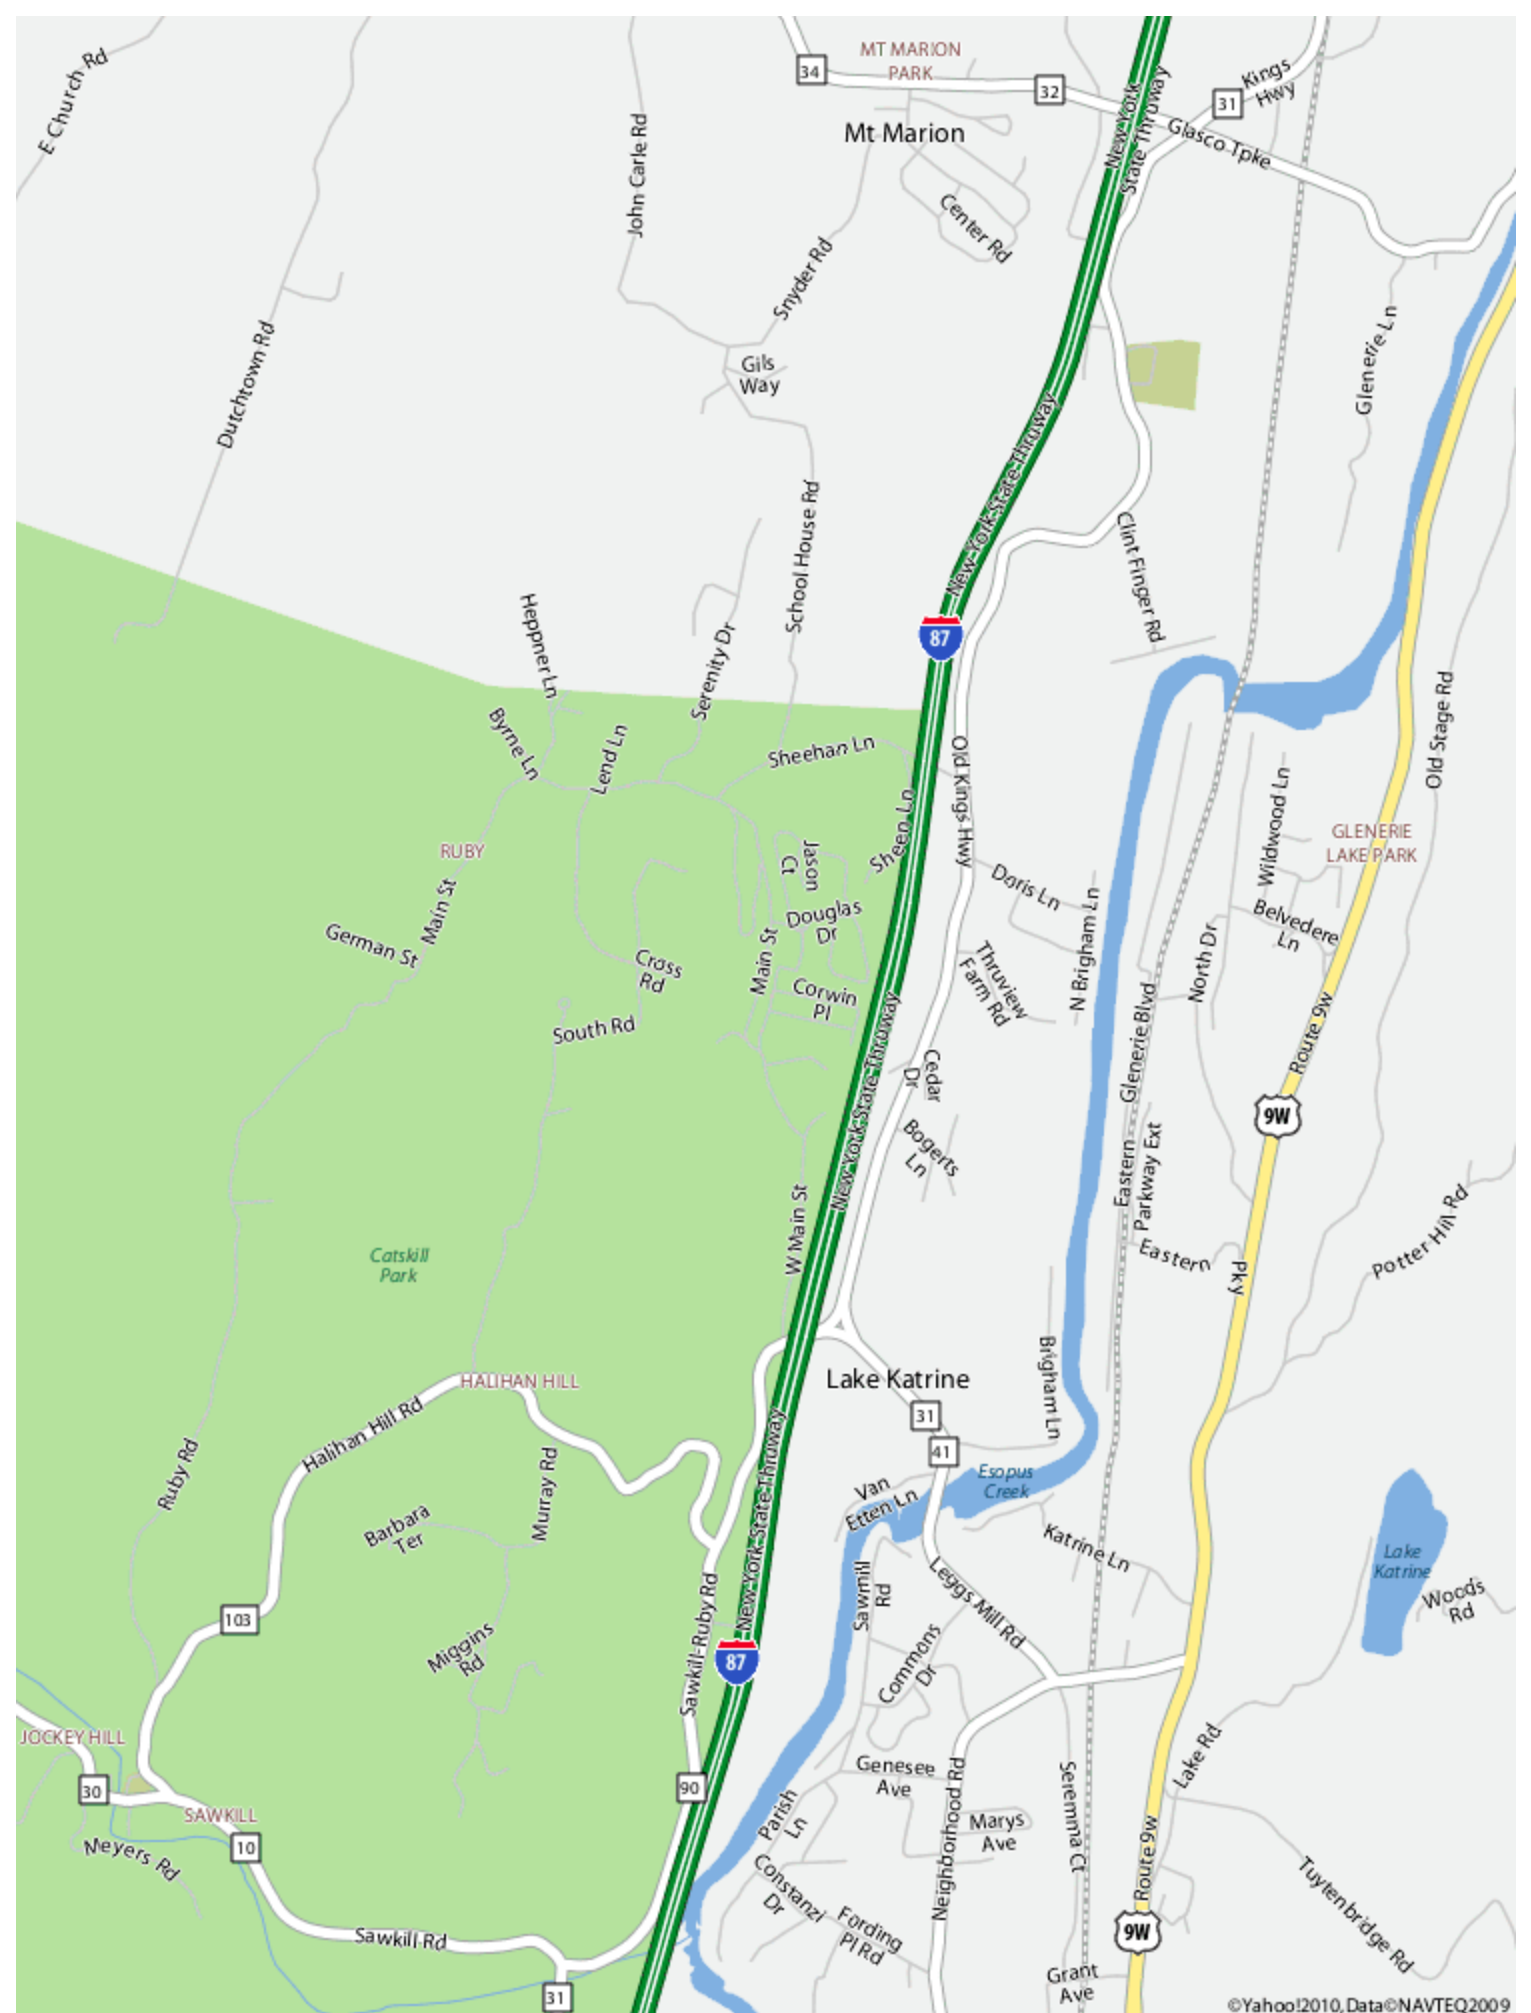 E Church Rd
John Carle Rd
34
MT MARION
PARK
32
Mt Marion
New York
State Thruway
31
Kings
Hwy
Glasco Tpke
Center Rd
Snyder Rd
Gils
Way
Dutchtown Rd
Glenerie Ln
New York State Thruway
School House Rd
Clint Finger Rd
Heppner Ln
Serenity Dr
87
Old Stage Rd
Byrne Ln
Lend Ln
Sheehan Ln
Old Kings Hwy
Sheen Ln
Wildwood Ln
GLENERIE
LAKE PARK
RUBY
Jason
Ct
Doris Ln
Main St
German St
Douglas
Dr
N Brigham Ln
Belvedere
Ln
North Dr
Cross
Rd
Main St
Corwin
Pl
Thruview
Farm Rd
South Rd
New York State Thruway
Glenerie Blvd
Eastern
Route 9w
Cedar
Dr
9W
Bogerts
Ln
Parkway Ext
W Main St
Eastern
Pky
Potter Hill Rd
Catskill
Park
Lake Katrine
Brigham Ln
HALIHAN HILL
Halihan Hill Rd
31
41
Ruby Rd
Murray Rd
New York State Thruway
Esopus
Creek
Van
Etten Ln
Barbara
Ter
Katrine Ln
Lake
Katrine
Woods
Rd
Sawmill
Rd
Leggs Mill Rd
103
Sawkill-Ruby Rd
Miggins
Rd
87
Commons
Dr
JOCKEY HILL
30
90
Genesee
Ave
Neighborhood Rd
Seremma Ct
Lake Rd
SAWKILL
10
Parish
Ln
Marys
Ave
Meyers Rd
Route 9w
Constanzi
Dr
Fording
Pl Rd
Tuytenbridge Rd
Sawkill Rd
9W
31
Grant
Ave
©Yahoo!2010, Data©NAVTEQ2009